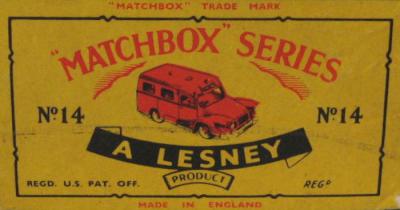 "MATCHBOX" TRADE MARK
"MATCHBOX" SERIES
Nº14 Nº14
A LESNEY
PRODUCT
REGD. U.S. PAT. OFF. REGᴰ
MADE IN ENGLAND